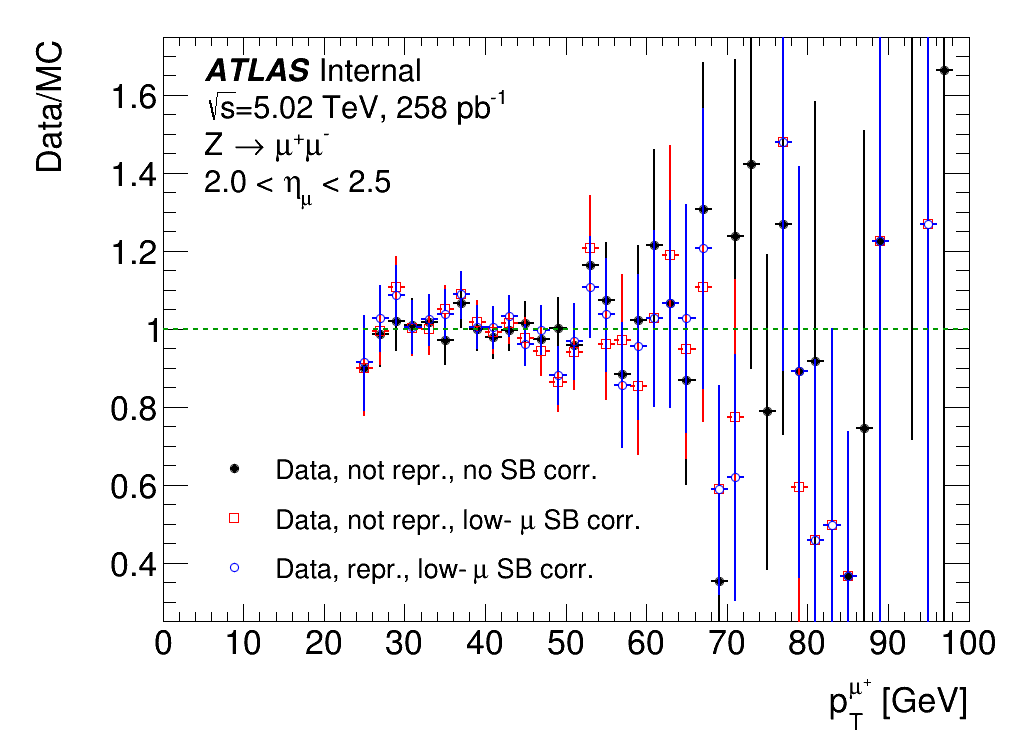 Data/MC
ATLAS Internal
√s=5.02 TeV, 258 pb⁻¹
Z → μ⁺μ⁻
2.0 < η_μ < 2.5
1.6
1.4
1.2
1
0.8
0.6
0.4
Data, not repr., no SB corr.
Data, not repr., low- μ SB corr.
Data, repr., low- μ SB corr.
0 10 20 30 40 50 60 70 80 90 100
p_T^μ⁺ [GeV]